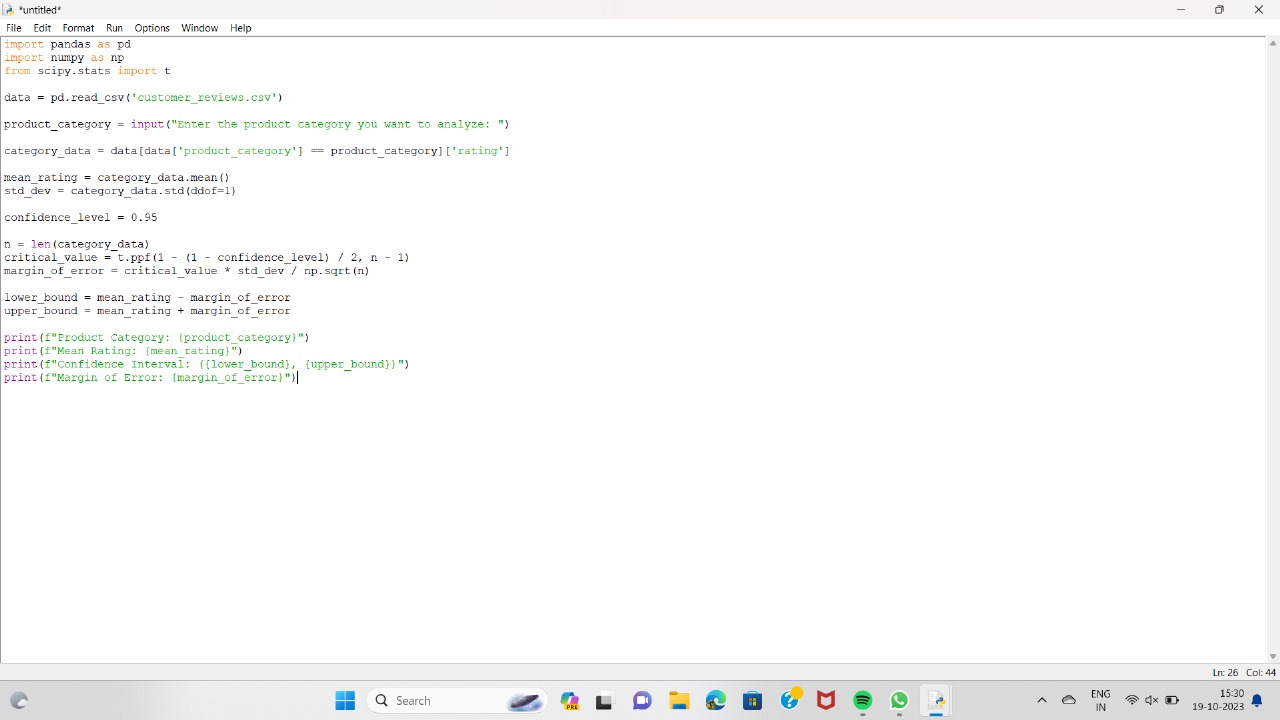 *untitled*
File Edit Format Run Options Window Help
import pandas as pd
import numpy as np
from scipy.stats import t
data = pd.read_csv('customer_reviews.csv')
product_category = input("Enter the product category you want to analyze: ")
category_data = data[data['product_category'] == product_category]['rating']
mean_rating = category_data.mean()
std_dev = category_data.std(ddof=1)
confidence_level = 0.95
n = len(category_data)
critical_value = t.ppf(1 - (1 - confidence_level) / 2, n - 1)
margin_of_error = critical_value * std_dev / np.sqrt(n)
lower_bound = mean_rating - margin_of_error
upper_bound = mean_rating + margin_of_error
print(f"Product Category: {product_category}")
print(f"Mean Rating: {mean_rating}")
print(f"Confidence Interval: ({lower_bound}, {upper_bound})")
print(f"Margin of Error: {margin_of_error}")
Ln: 26 Col: 44
Search
PRE
ENG
IN
15:30
19-10-2023